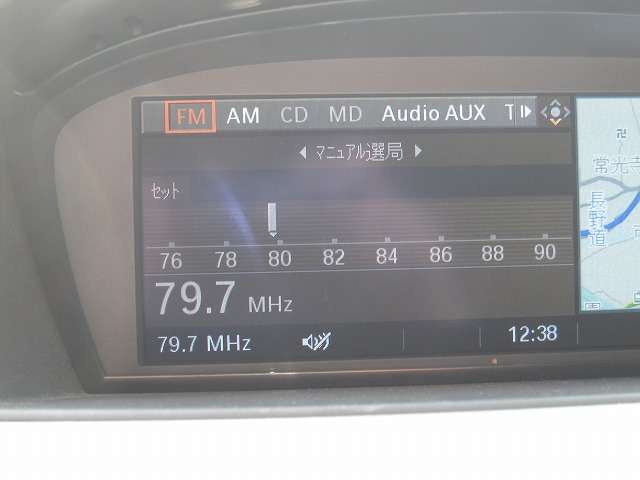 FM AM CD MD Audio AUX T
マニュアル選局
セット
76 78 80 82 84 86 88 90
79.7 MHz
79.7 MHz 12:38
常光寺
長野道